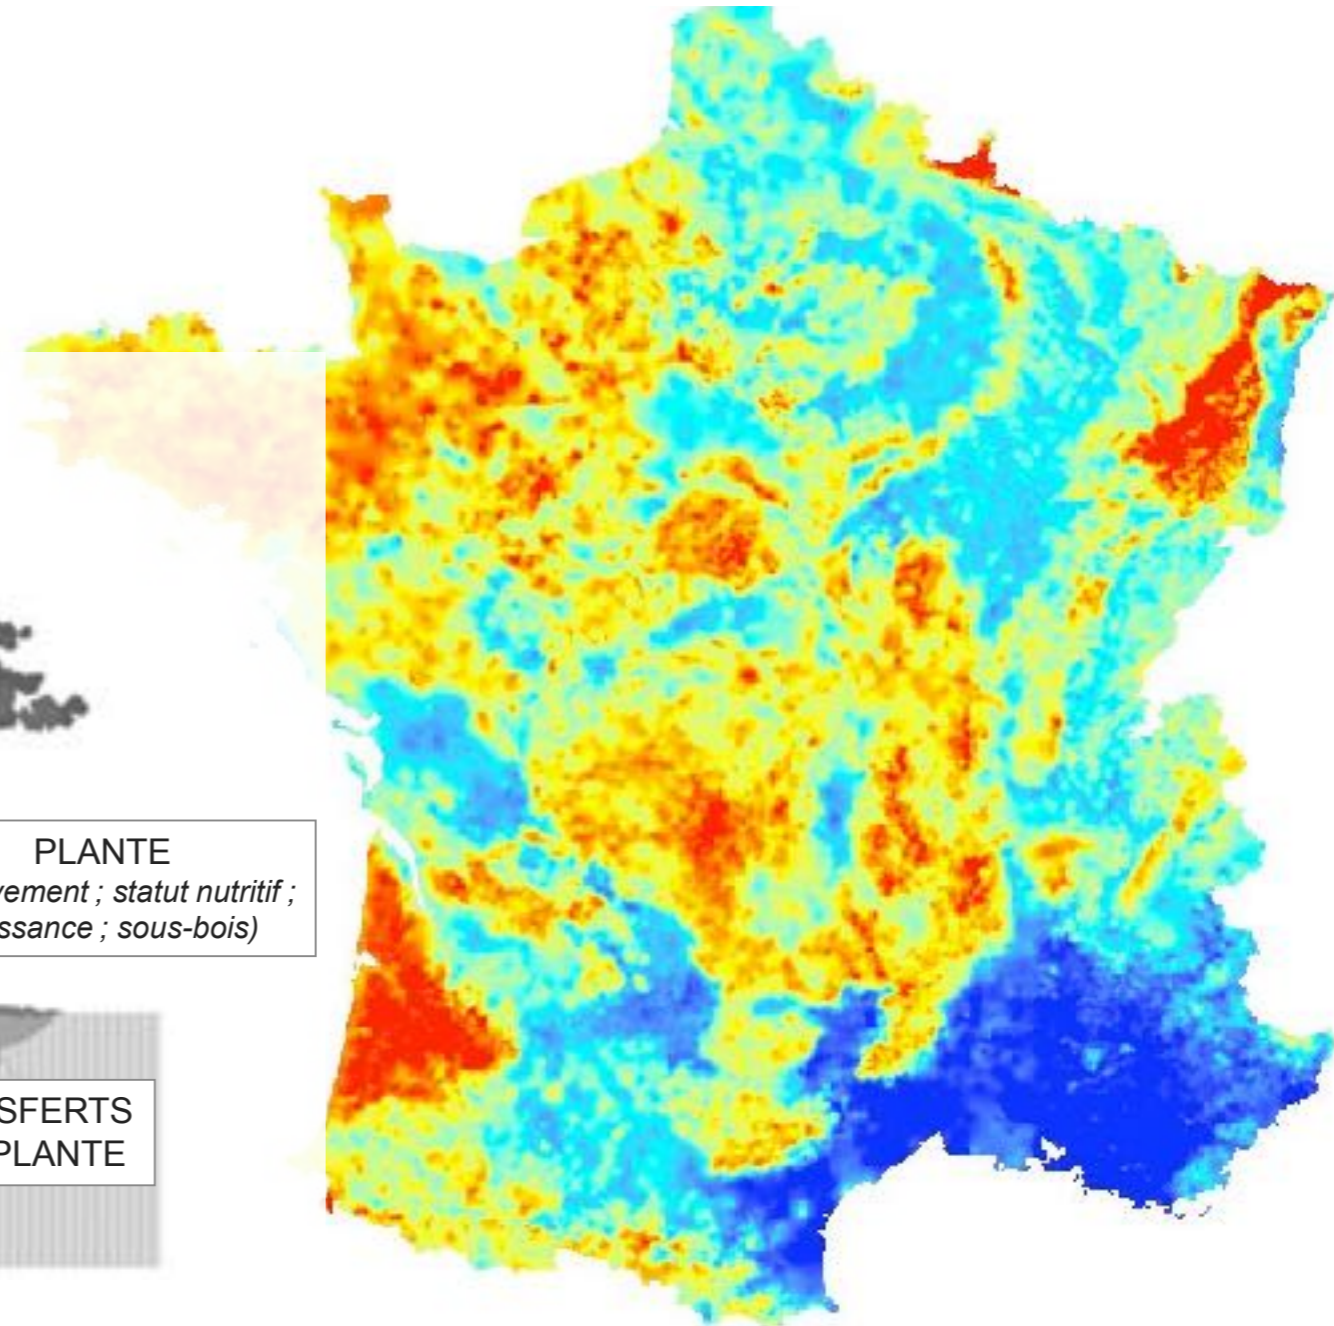 PLANTE
vement ; statut nutritif ;
ssance ; sous-bois)
SFERTS
PLANTE